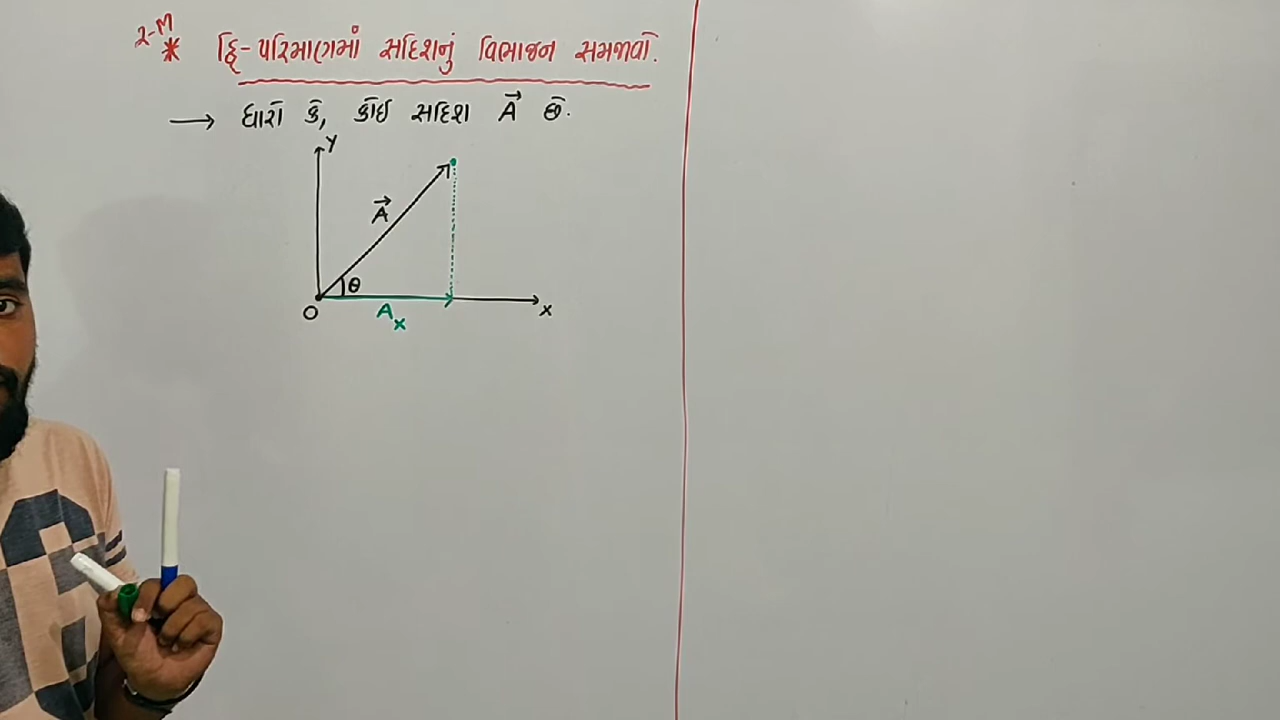 2-M
* દ્વિ-પરિમાણમાં સદિશનું વિભાજન સમજાવો.
→ ધારો કે, કોઈ સદિશ A⃗ છે.
Y
A⃗
θ
O
Aₓ
X